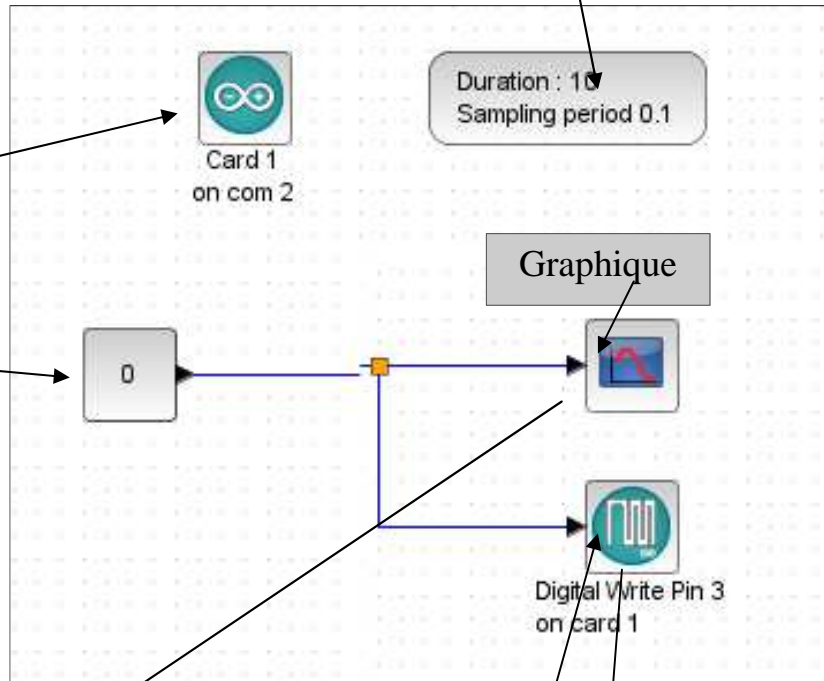 Duration : 10
Sampling period 0.1
Card 1
on com 2
Graphique
0
Digital Write Pin 3
on card 1